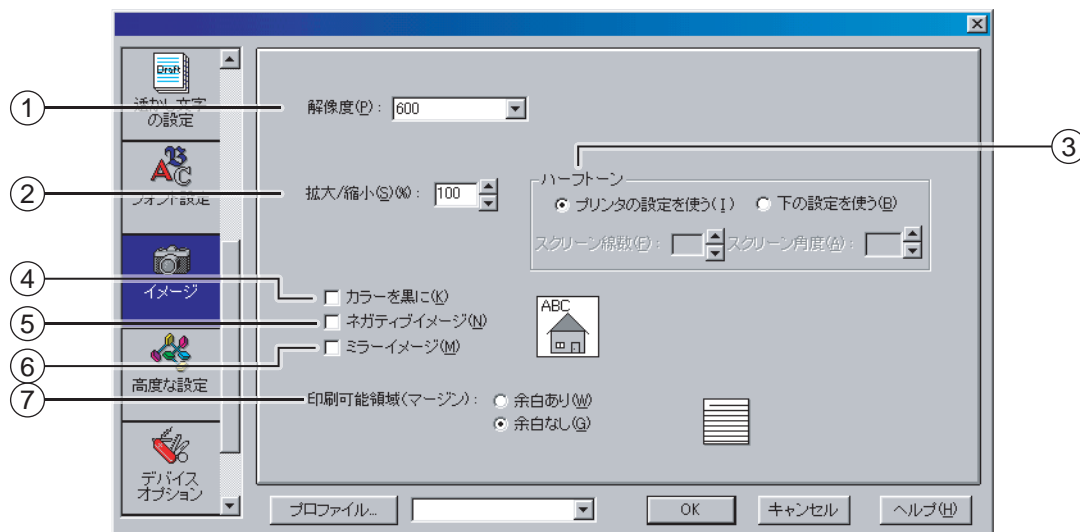 Draft
透かし文字
の設定
フォント設定
イメージ
高度な設定
デバイス
オプション
① 解像度(P): 600
② 拡大/縮小(S)(%): 100
③ ハーフトーン
プリンタの設定を使う(I) 下の設定を使う(B)
スクリーン線数(F): スクリーン角度(A):
④ カラーを黒に(K)
⑤ ネガティブイメージ(N)
⑥ ミラーイメージ(M)
ABC
⑦ 印刷可能領域(マージン): 余白あり(W)
余白なし(G)
プロファイル... OK キャンセル ヘルプ(H)